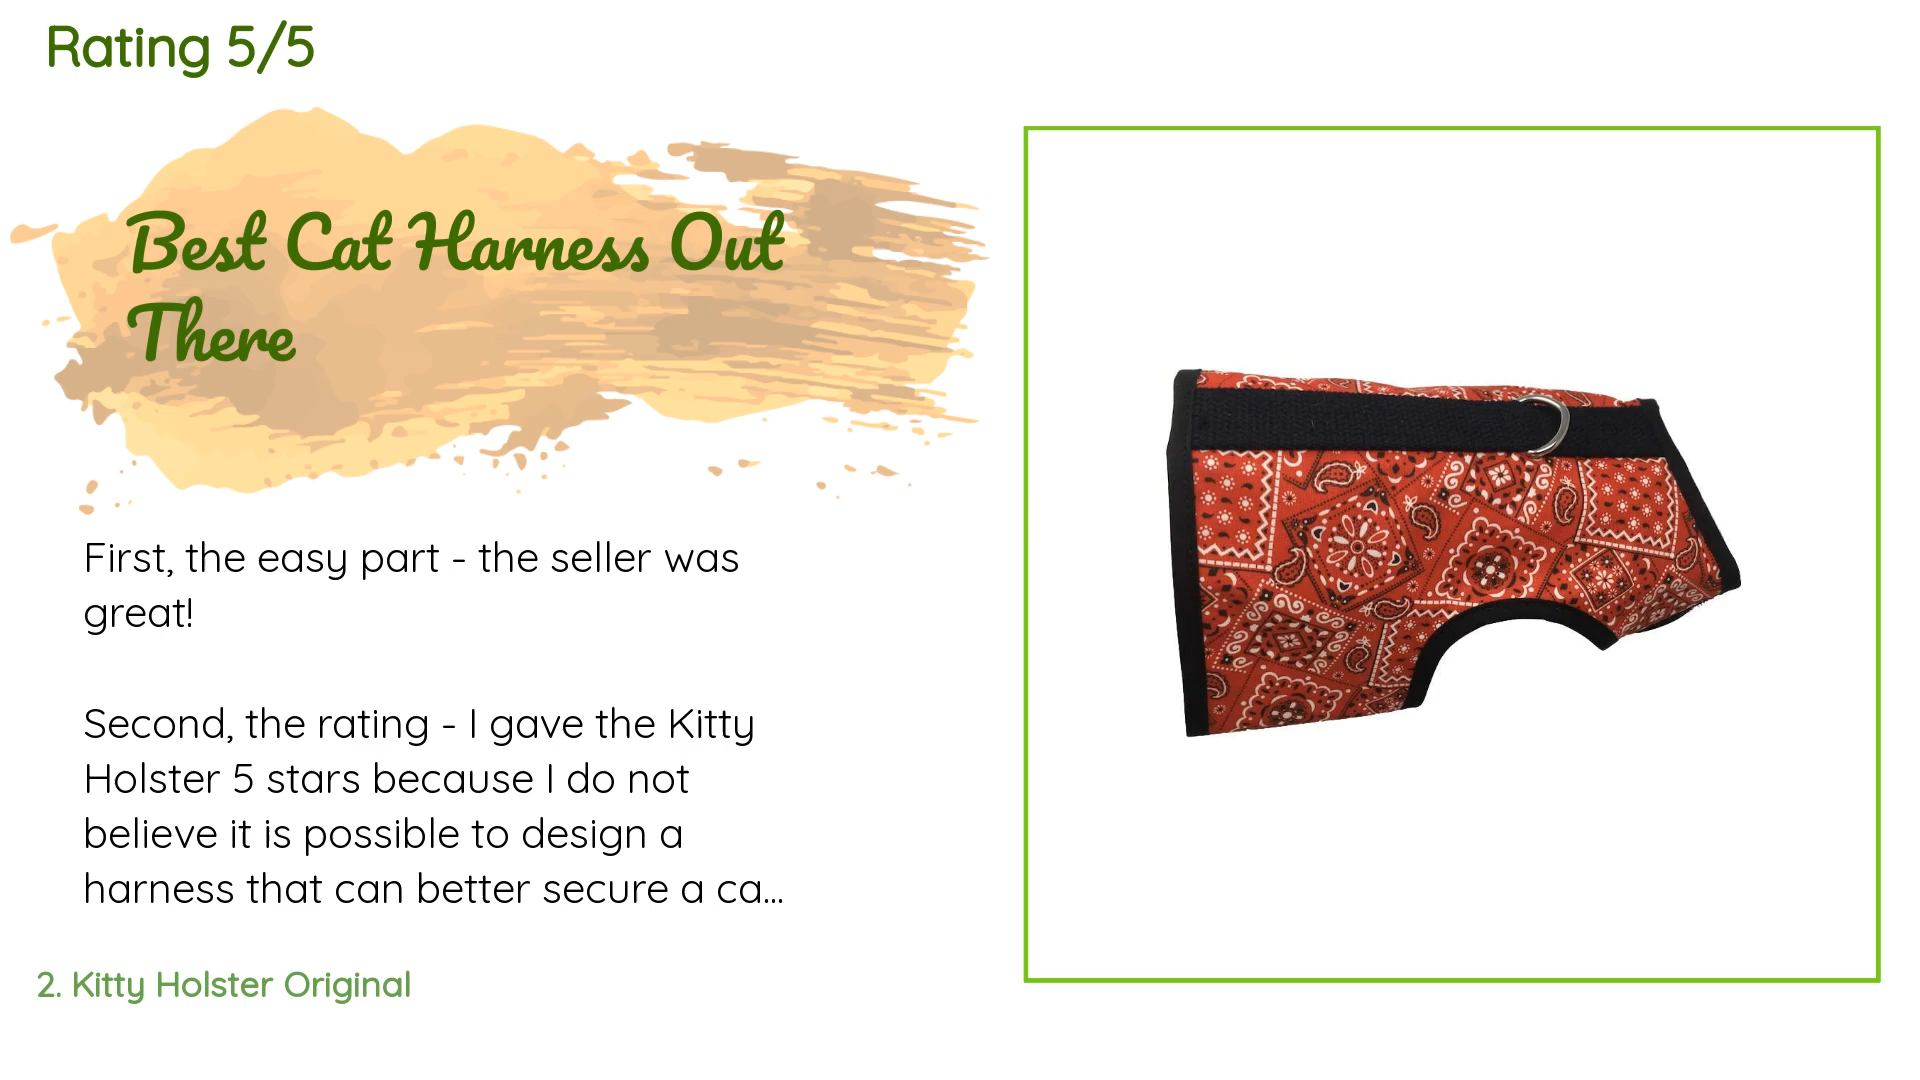 Rating 5/5
Best Cat Harness Out
There
First, the easy part - the seller was
great!
Second, the rating - I gave the Kitty
Holster 5 stars because I do not
believe it is possible to design a
harness that can better secure a ca...
2. Kitty Holster Original